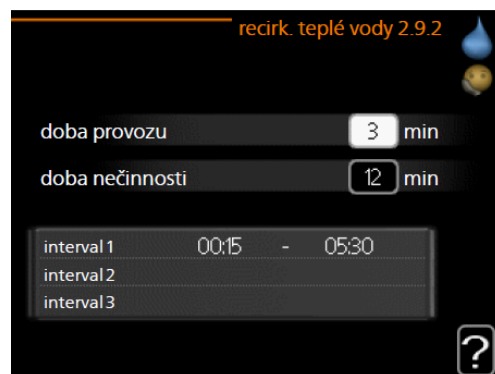 recirk. teplé vody 2.9.2
doba provozu 3 min
doba nečinnosti 12 min
interval 1 00:15 - 05:30
interval 2
interval 3
?